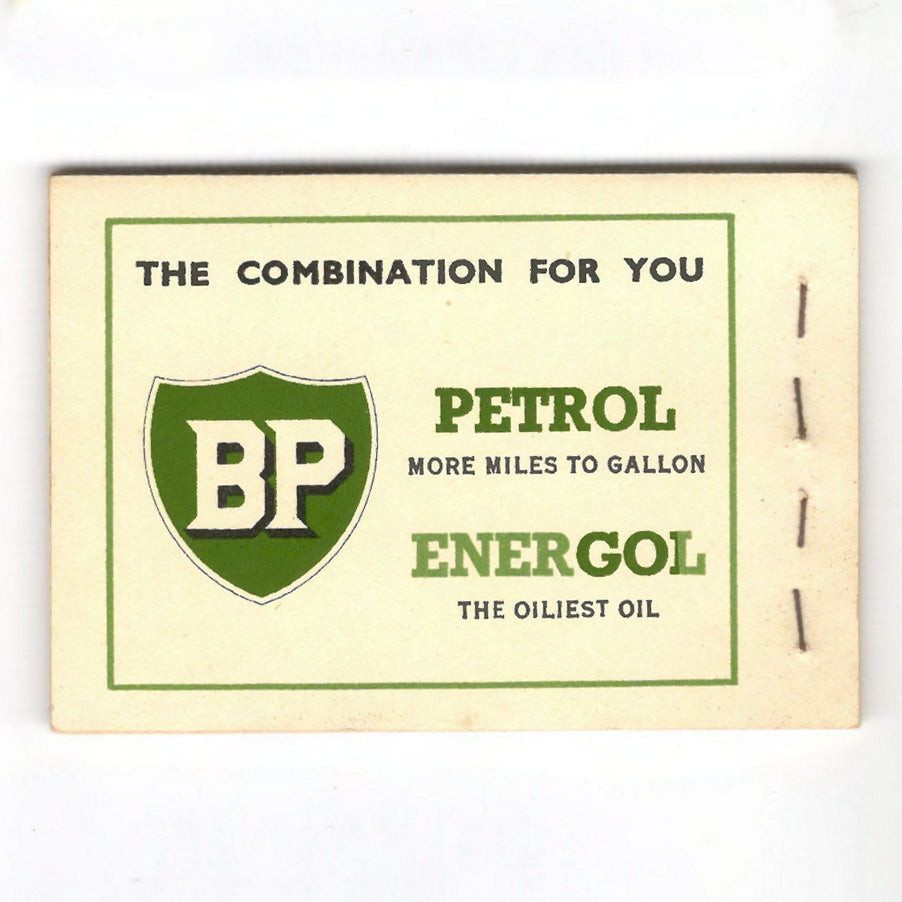 THE COMBINATION FOR YOU
BP
PETROL
MORE MILES TO GALLON
ENERGOL
THE OILIEST OIL